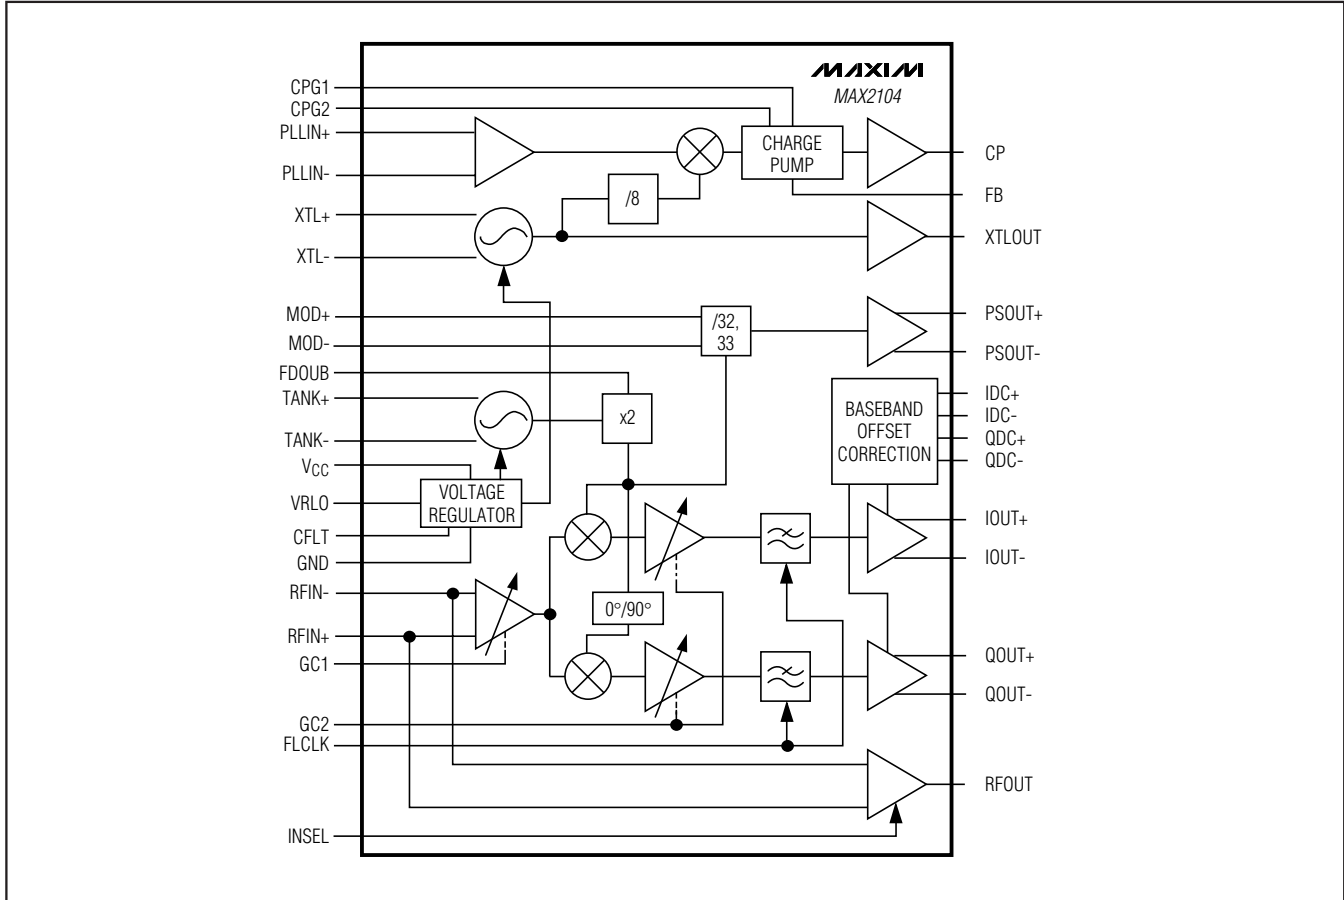 MAXIM
MAX2104
CPG1
CPG2
PLLIN+
PLLIN-
XTL+
XTL-
MOD+
MOD-
FDOUB
TANK+
TANK-
VCC
VRLO
CFLT
GND
RFIN-
RFIN+
GC1
GC2
FLCLK
INSEL
CHARGE
PUMP
/8
/32,
33
x2
VOLTAGE
REGULATOR
0°/90°
BASEBAND
OFFSET
CORRECTION
CP
FB
XTLOUT
PSOUT+
PSOUT-
IDC+
IDC-
QDC+
QDC-
IOUT+
IOUT-
QOUT+
QOUT-
RFOUT